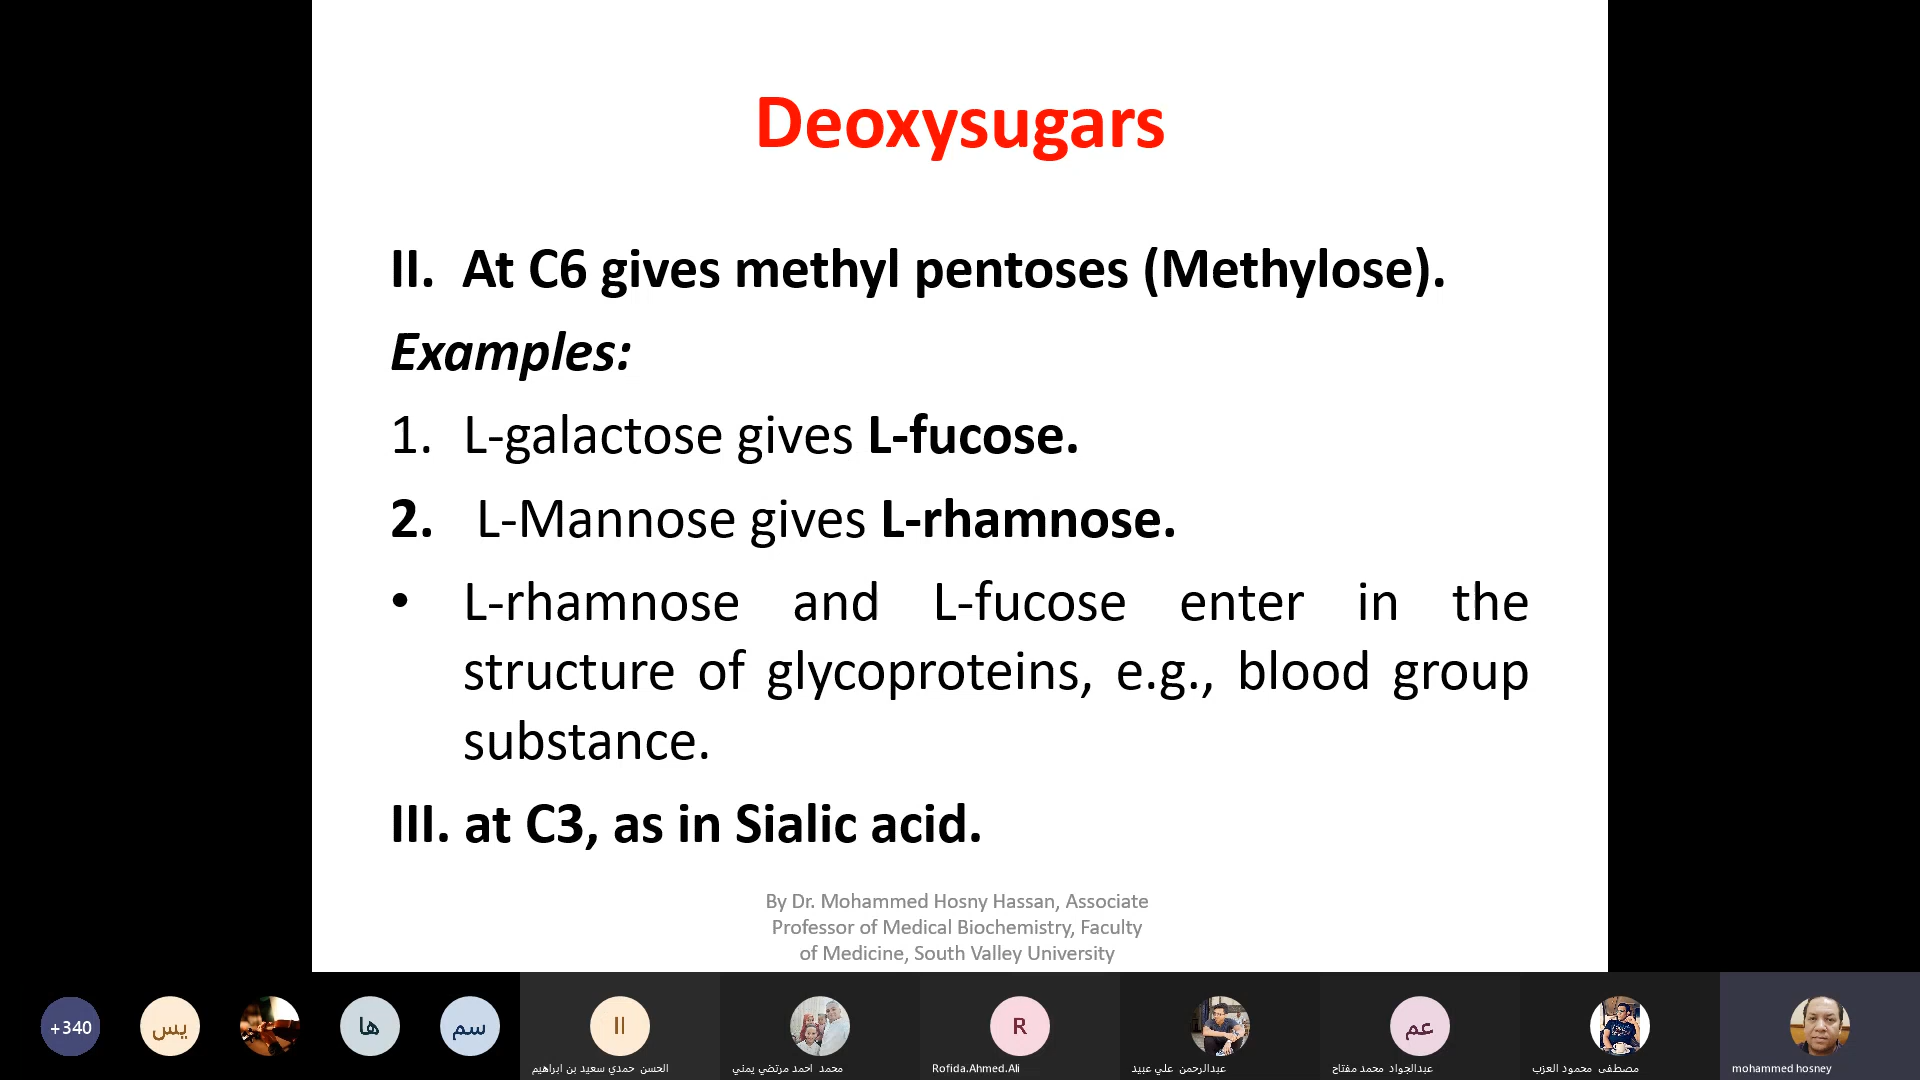 Deoxysugars
II. At C6 gives methyl pentoses (Methylose).
Examples:
1. L-galactose gives L-fucose.
2. L-Mannose gives L-rhamnose.
• L-rhamnose and L-fucose enter in the
structure of glycoproteins, e.g., blood group
substance.
III. at C3, as in Sialic acid.
By Dr. Mohammed Hosny Hassan, Associate
Professor of Medical Biochemistry, Faculty
of Medicine, South Valley University
+340
يس
ها
سم
اا
R
عم
الحسن حمدي سعيد بن ابراهيم
محمد احمد مرتضي يمني
Rofida.Ahmed.Ali
عبدالرحمن علي عبيد
عبدالجواد محمد مفتاح
مصطفى محمود العزب
mohammed hosney